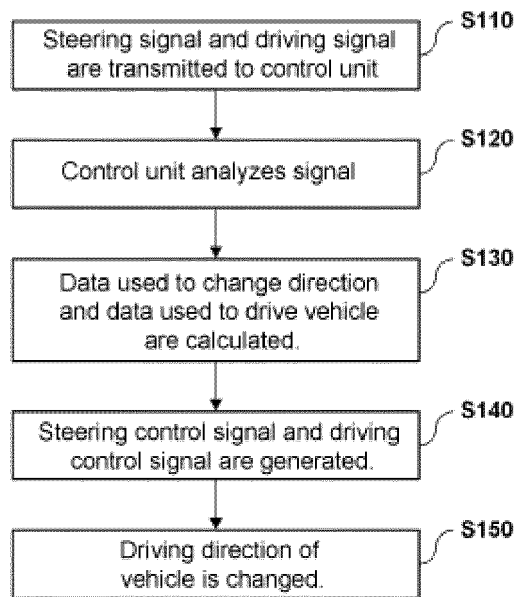 S110
Steering signal and driving signal
are transmitted to control unit
S120
Control unit analyzes signal
S130
Data used to change direction
and data used to drive vehicle
are calculated.
S140
Steering control signal and driving
control signal are generated.
S150
Driving direction of
vehicle is changed.